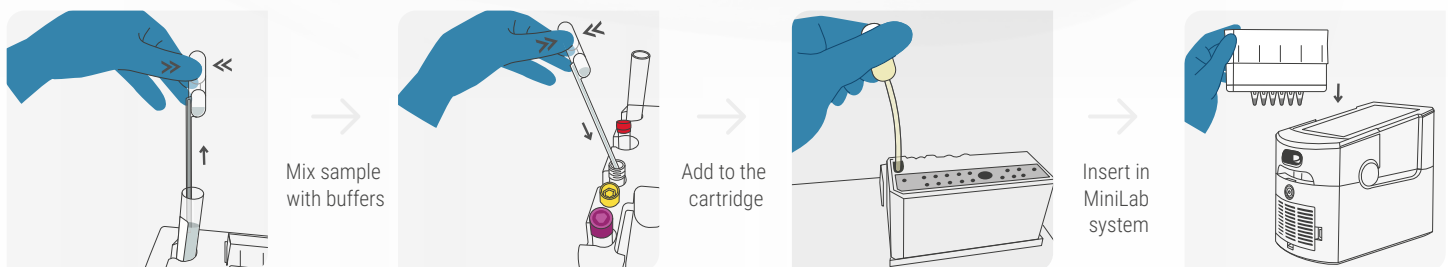 Mix sample
with buffers
Add to the
cartridge
Insert in
MiniLab
system